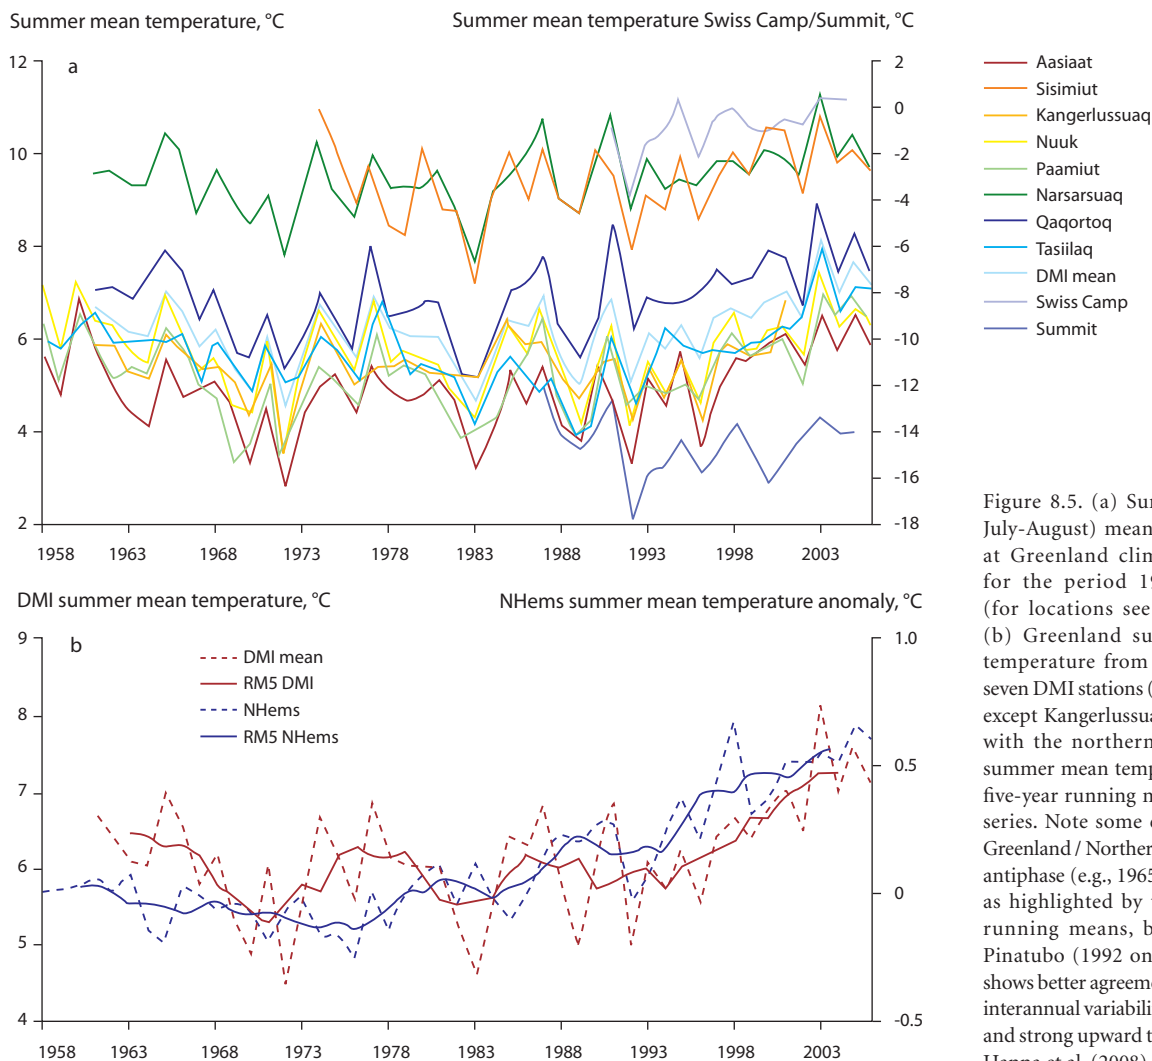 Summer mean temperature, °C
Summer mean temperature Swiss Camp/Summit, °C
a
12
10
8
6
4
2
2
0
-2
-4
-6
-8
-10
-12
-14
-16
-18
1958 1963 1968 1973 1978 1983 1988 1993 1998 2003
Aasiaat
Sisimiut
Kangerlussuaq
Nuuk
Paamiut
Narsarsuaq
Qaqortoq
Tasiilaq
DMI mean
Swiss Camp
Summit
DMI summer mean temperature, °C
NHems summer mean temperature anomaly, °C
b
9
8
7
6
5
4
1.0
0.5
0
-0.5
DMI mean
RM5 DMI
NHems
RM5 NHems
1958 1963 1968 1973 1978 1983 1988 1993 1998 2003
Figure 8.5. (a) Sur
July-August) mean
at Greenland clim
for the period 19
(for locations see
(b) Greenland su
temperature from
seven DMI stations (
except Kangerlussua
with the northern
summer mean temp
five-year running n
series. Note some
Greenland / Norther
antiphase (e.g., 1965
as highlighted by
running means, b
Pinatubo (1992 on
shows better agreeme
interannual variabili
and strong upward t